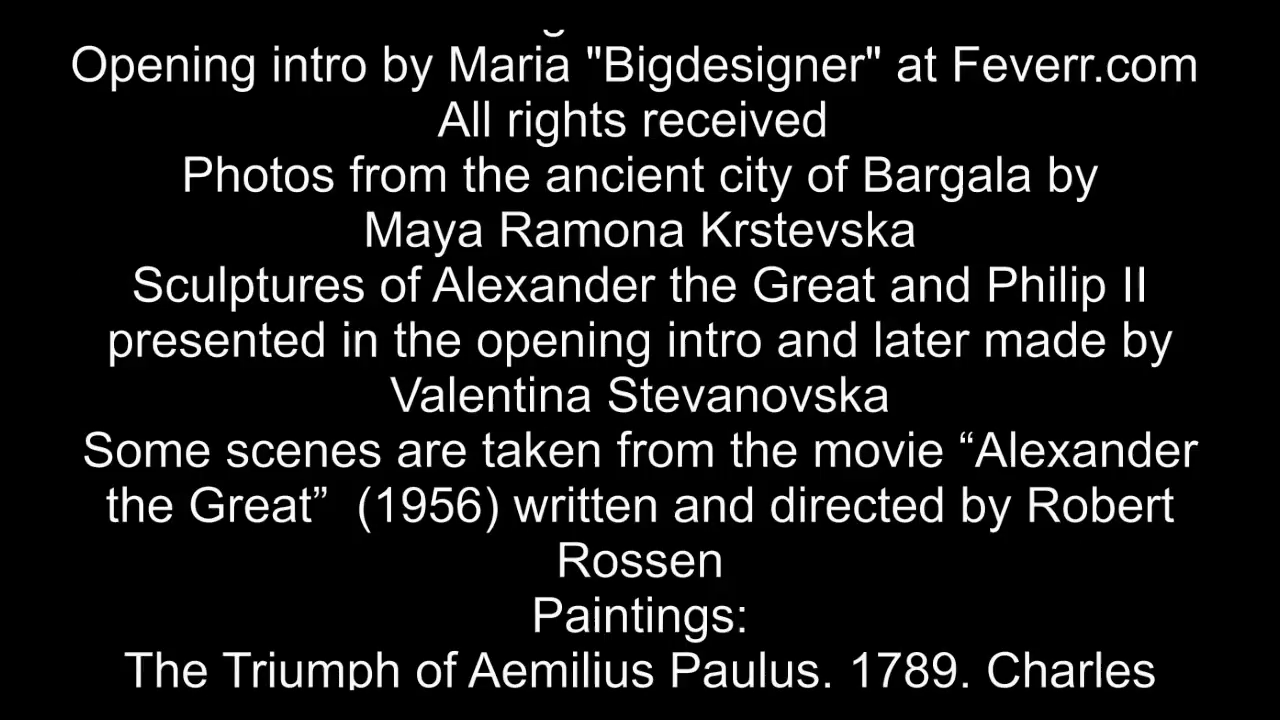 Opening intro by Maria "Bigdesigner" at Feverr.com
All rights received
Photos from the ancient city of Bargala by
Maya Ramona Krstevska
Sculptures of Alexander the Great and Philip II
presented in the opening intro and later made by
Valentina Stevanovska
Some scenes are taken from the movie “Alexander
the Great”  (1956) written and directed by Robert
Rossen
Paintings:
The Triumph of Aemilius Paulus. 1789. Charles